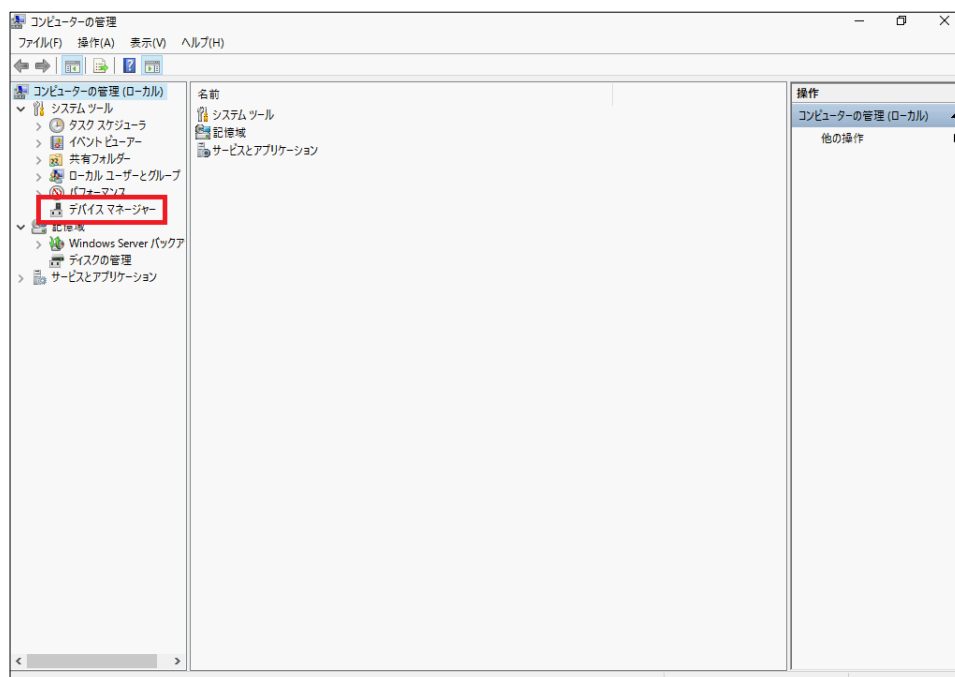 コンピューターの管理
ファイル(F) 操作(A) 表示(V) ヘルプ(H)
コンピューターの管理 (ローカル)
システム ツール
タスク スケジューラ
イベント ビューアー
共有フォルダー
ローカル ユーザーとグループ
パフォーマンス
デバイス マネージャー
記憶域
Windows Server バックア
ディスクの管理
サービスとアプリケーション
名前
システム ツール
記憶域
サービスとアプリケーション
操作
コンピューターの管理 (ローカル)
他の操作